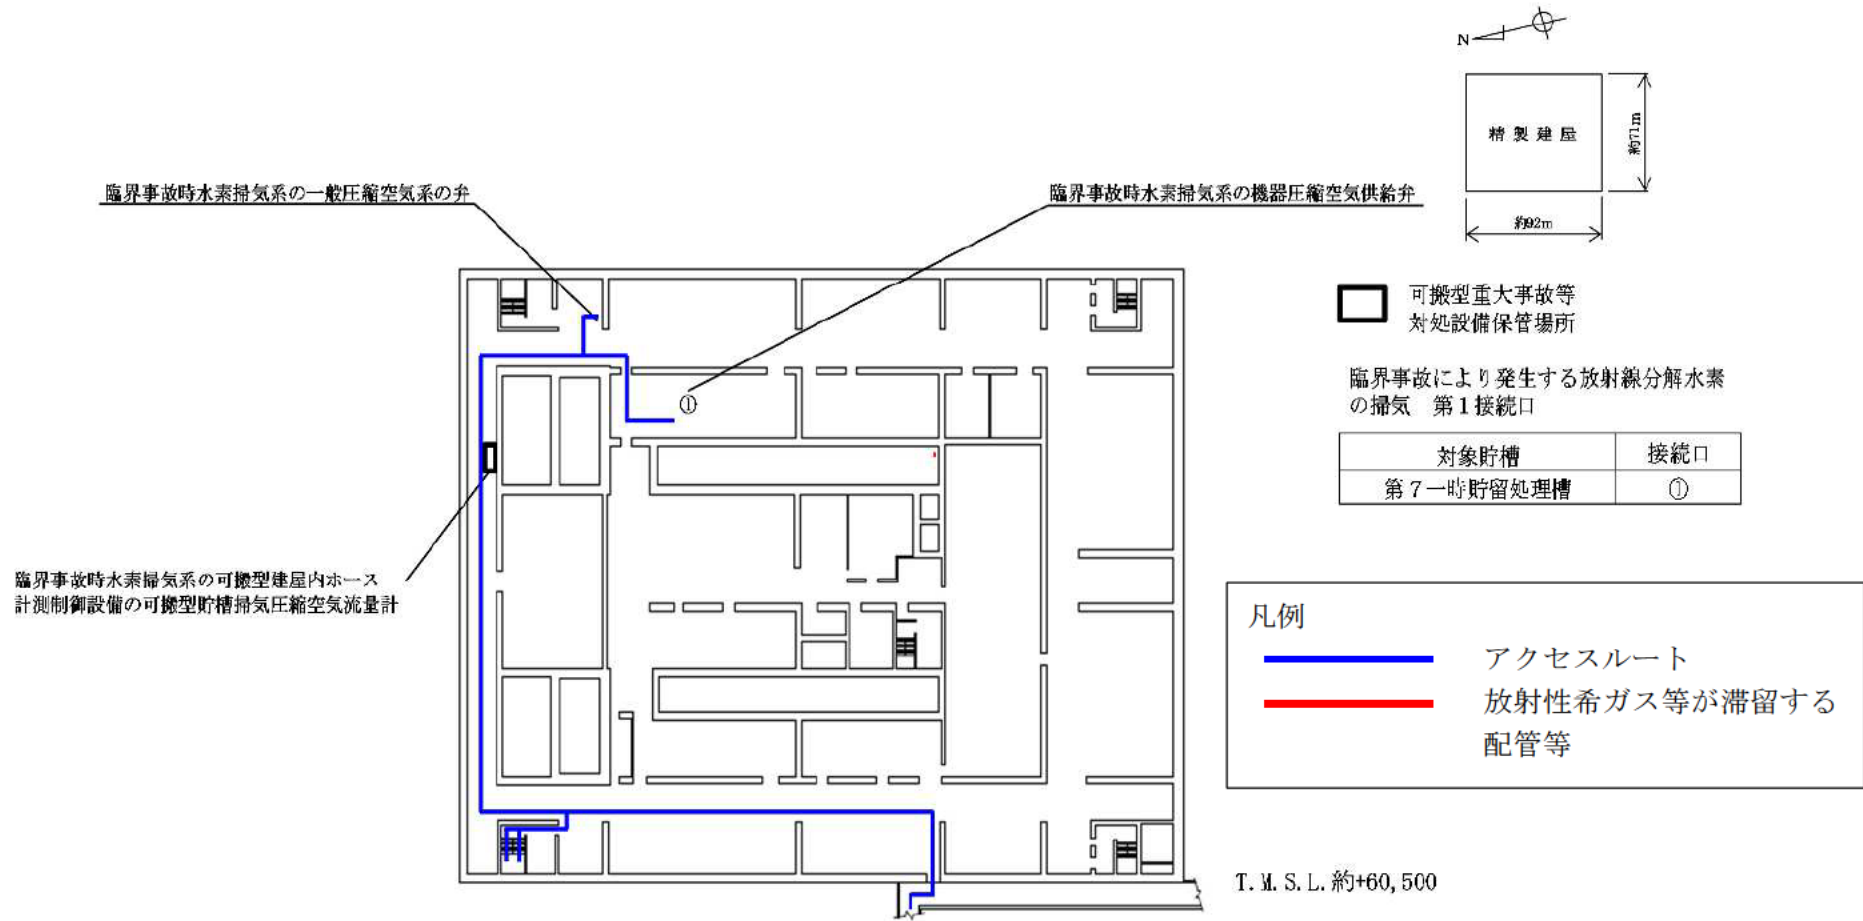 N
精製建屋
約71m
約92m
臨界事故時水素掃気系の一般圧縮空気系の弁
臨界事故時水素掃気系の機器圧縮空気供給弁
①
可搬型重大事故等
対処設備保管場所
臨界事故により発生する放射線分解水素
の掃気 第1接続口
対象貯槽 接続口
第7一時貯留処理槽 ①
臨界事故時水素掃気系の可搬型建屋内ホース
計測制御設備の可搬型貯槽掃気圧縮空気流量計
凡例
アクセスルート
放射性希ガス等が滞留する
配管等
T.M.S.L.約+60,500